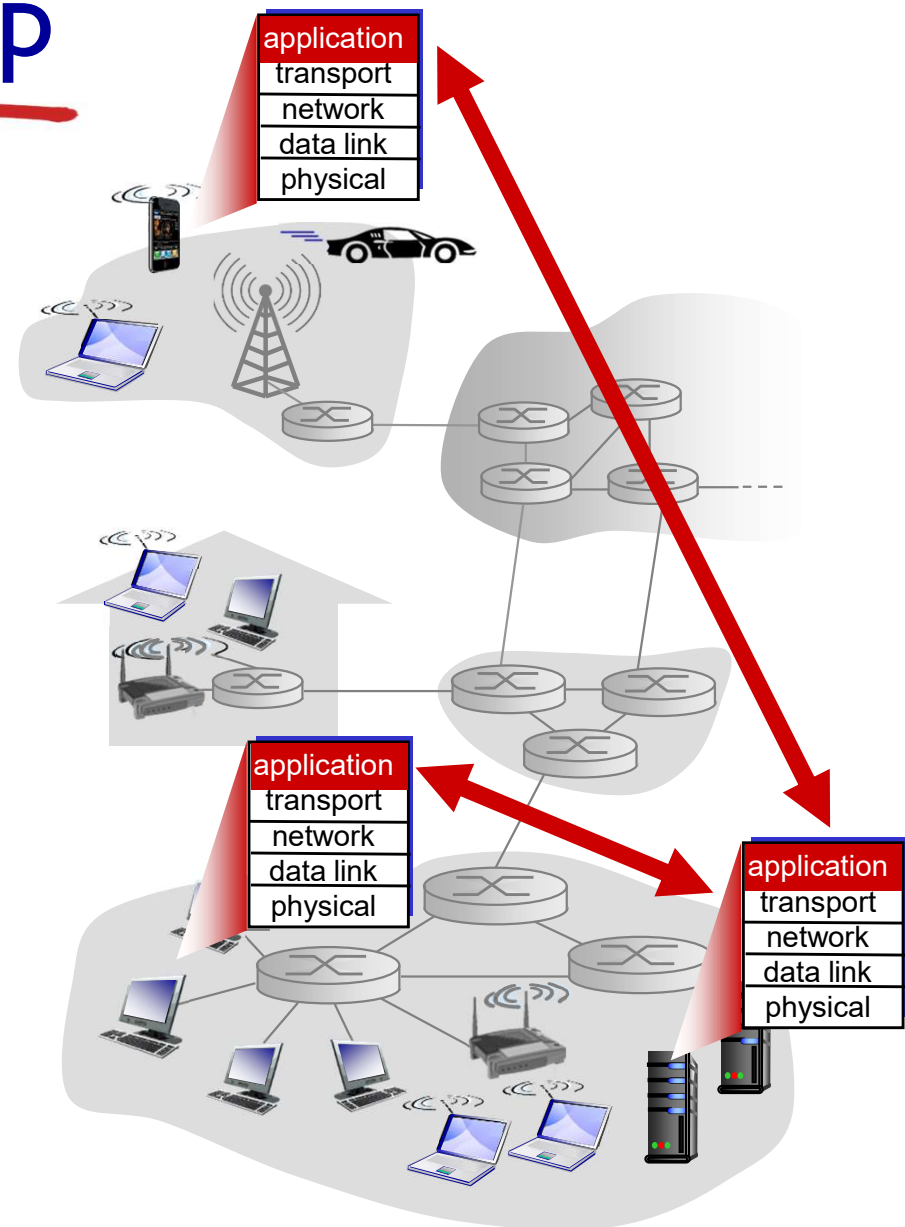 p
application
transport
network
data link
physical
application
transport
network
data link
physical
application
transport
network
data link
physical